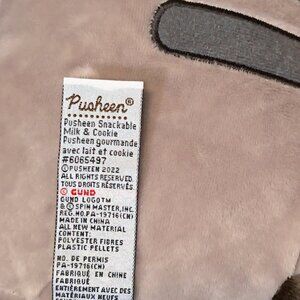 Pusheen®
Pusheen Snackable
Milk & Cookie
Pusheen gourmande
avec lait et cookie
#6065497
©PUSHEEN 2022
ALL RIGHTS RESERVED.
TOUS DROITS RÉSERVÉS.
GUND
GUND LOGO™
© SPIN MASTER, INC.
REG.NO.PA-19716(CN)
MADE IN CHINA
ALL NEW MATERIAL
CONTENT:
POLYESTER FIBRES
PLASTIC PELLETS
NO. DE PERMIS
PA-19716(CN)
FABRIQUÉ EN CHINE
FABRIQUÉ
ENTIÈREMENT AVEC DES
MATÉRIAUX NEUFS